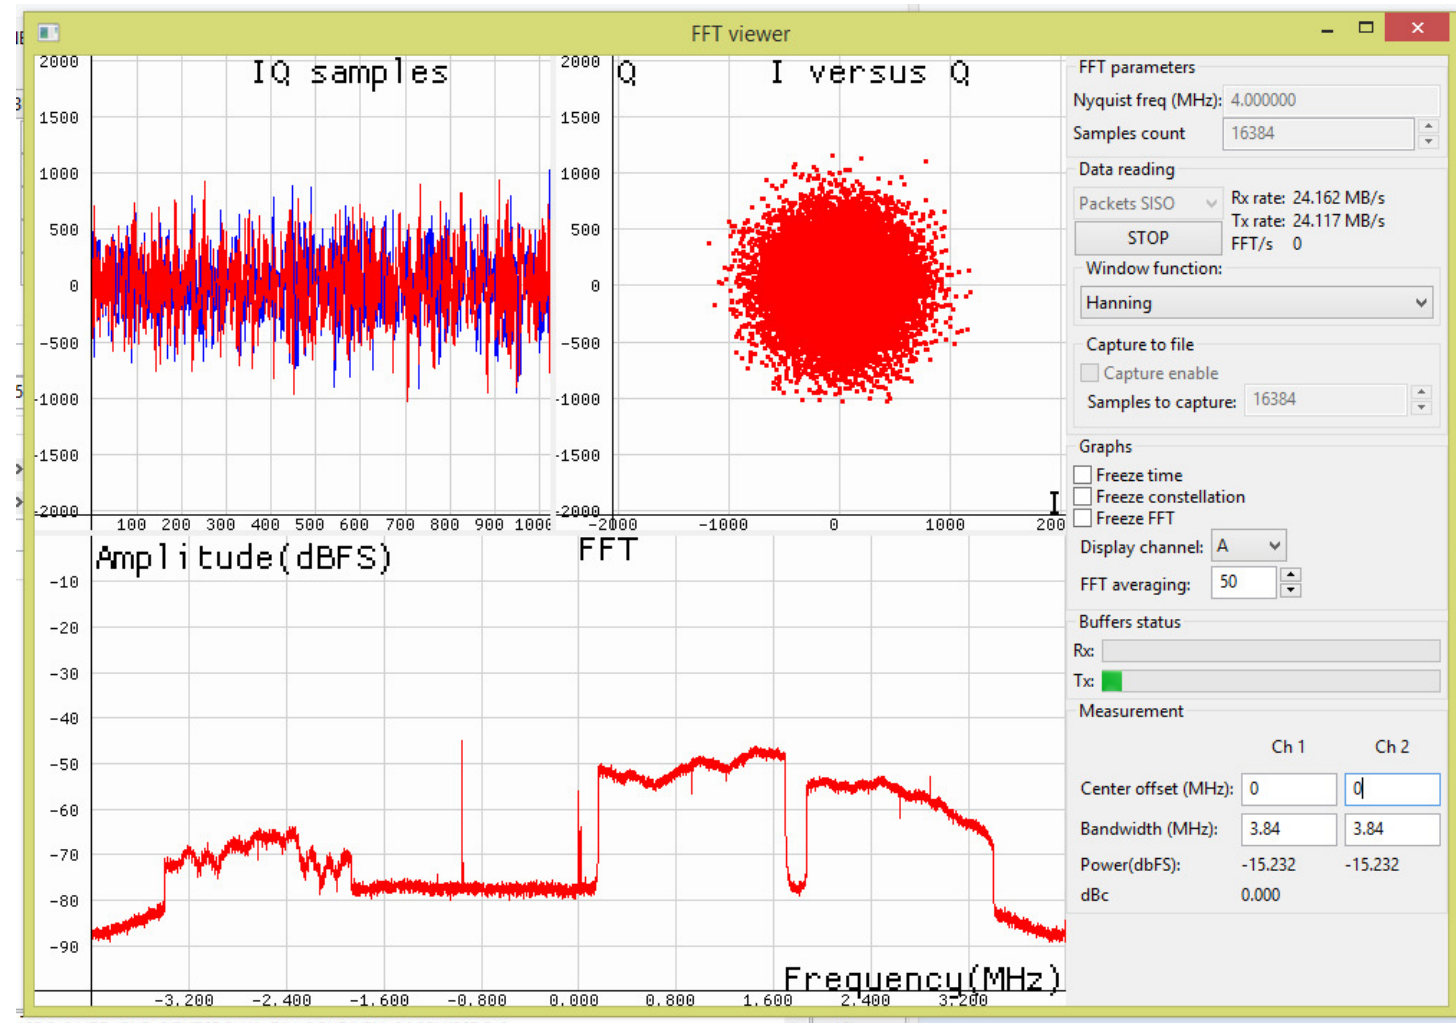 FFT viewer
IQ samples
2000
1500
1000
500
0
-500
-1000
-1500
-2000
100 200 300 400 500 600 700 800 900 1000
I versus Q
Q
I
2000
1500
1000
500
0
-500
-1000
-1500
-2000
-2000 -1000 0 1000 200
Amplitude(dBFS)
FFT
-10
-20
-30
-40
-50
-60
-70
-80
-90
Frequency(MHz)
-3.200 -2.400 -1.600 -0.800 0.000 0.800 1.600 2.400 3.200
FFT parameters
Nyquist freq (MHz): 4.000000
Samples count 16384
Data reading
Packets SISO
Rx rate: 24.162 MB/s
Tx rate: 24.117 MB/s
STOP
FFT/s 0
Window function:
Hanning
Capture to file
Capture enable
Samples to capture: 16384
Graphs
Freeze time
Freeze constellation
Freeze FFT
Display channel: A
FFT averaging: 50
Buffers status
Rx:
Tx:
Measurement
Ch 1 Ch 2
Center offset (MHz): 0 0
Bandwidth (MHz): 3.84 3.84
Power(dbFS): -15.232 -15.232
dBc 0.000